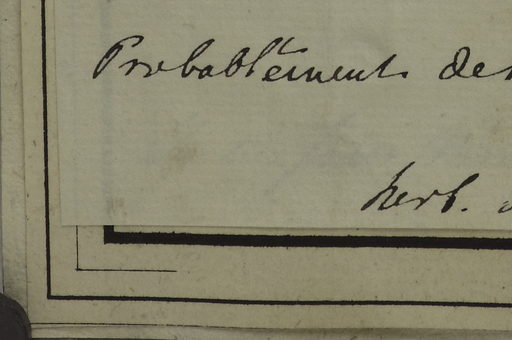 Probablement de
herb.